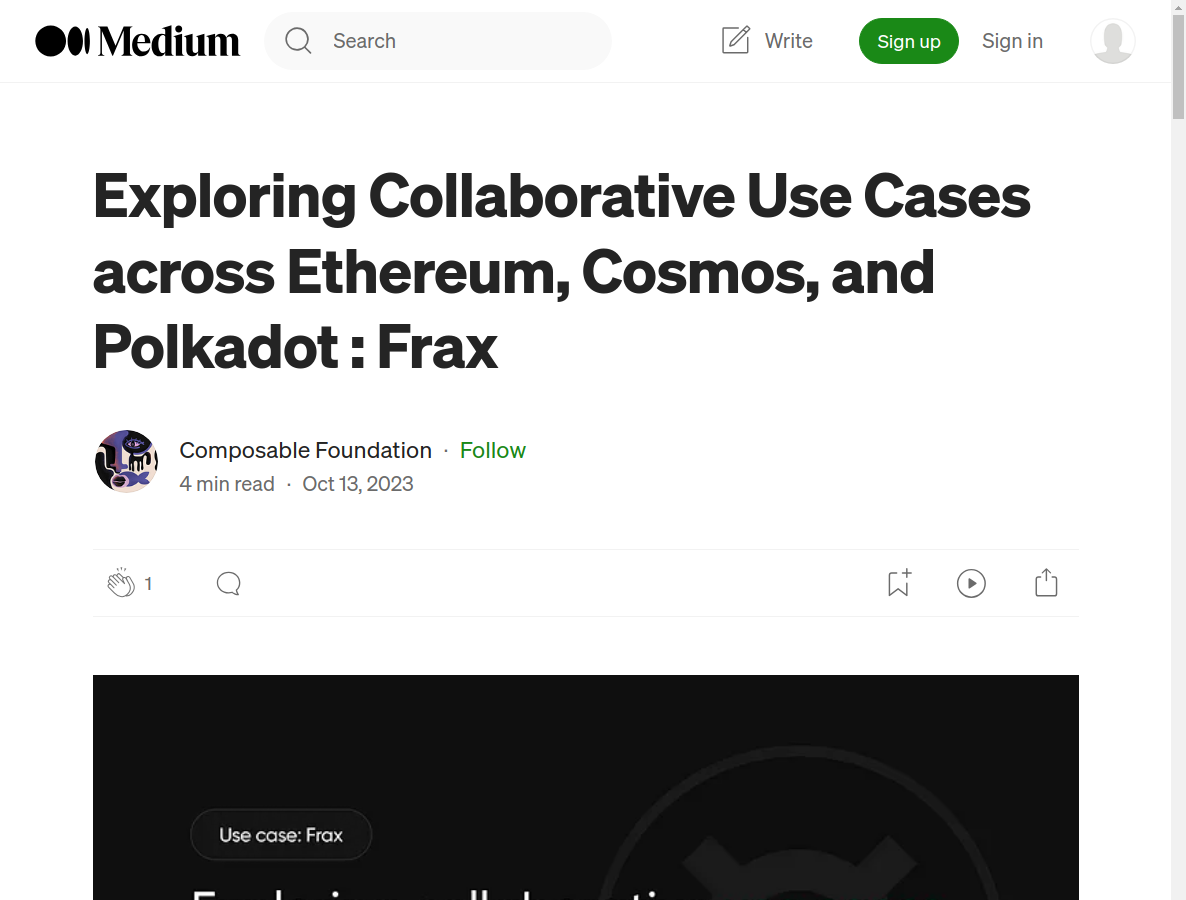 Medium
Search
Write
Sign up
Sign in
Exploring Collaborative Use Cases
across Ethereum, Cosmos, and
Polkadot : Frax
Composable Foundation · Follow
4 min read · Oct 13, 2023
1
Use case: Frax